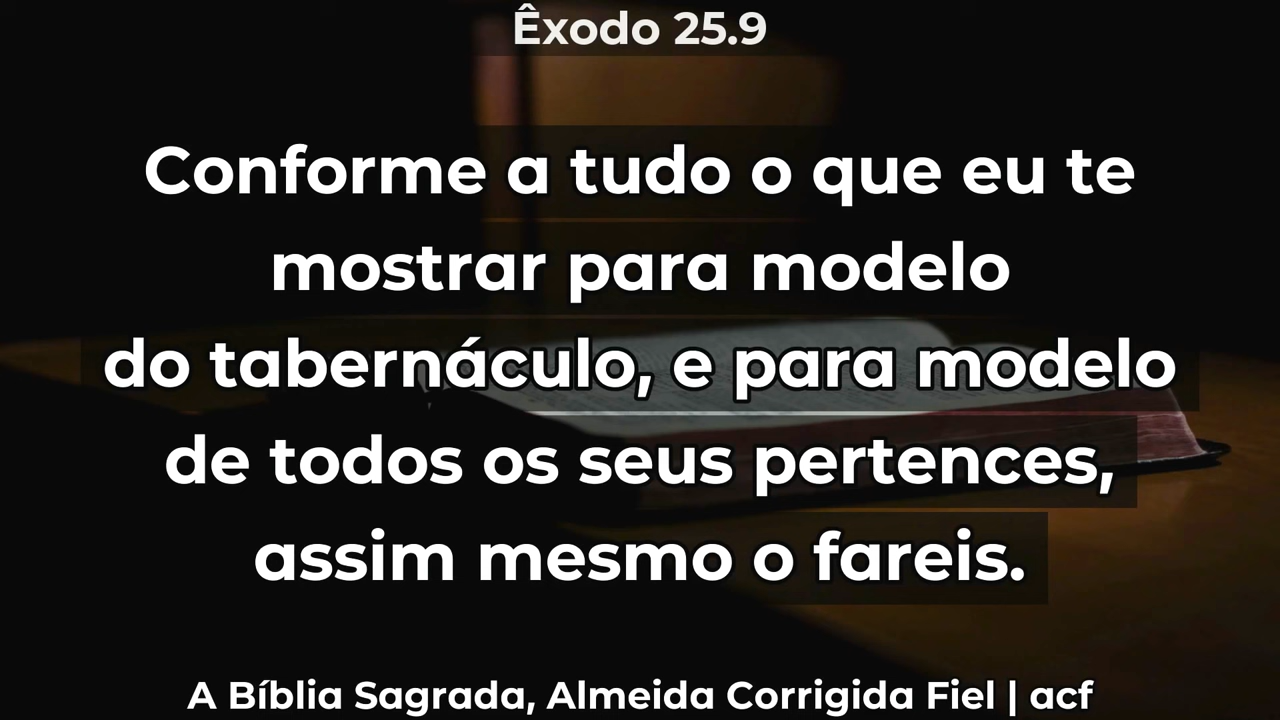 Êxodo 25.9
Conforme a tudo o que eu te
mostrar para modelo
do tabernáculo, e para modelo
de todos os seus pertences,
assim mesmo o fareis.
A Bíblia Sagrada, Almeida Corrigida Fiel | acf